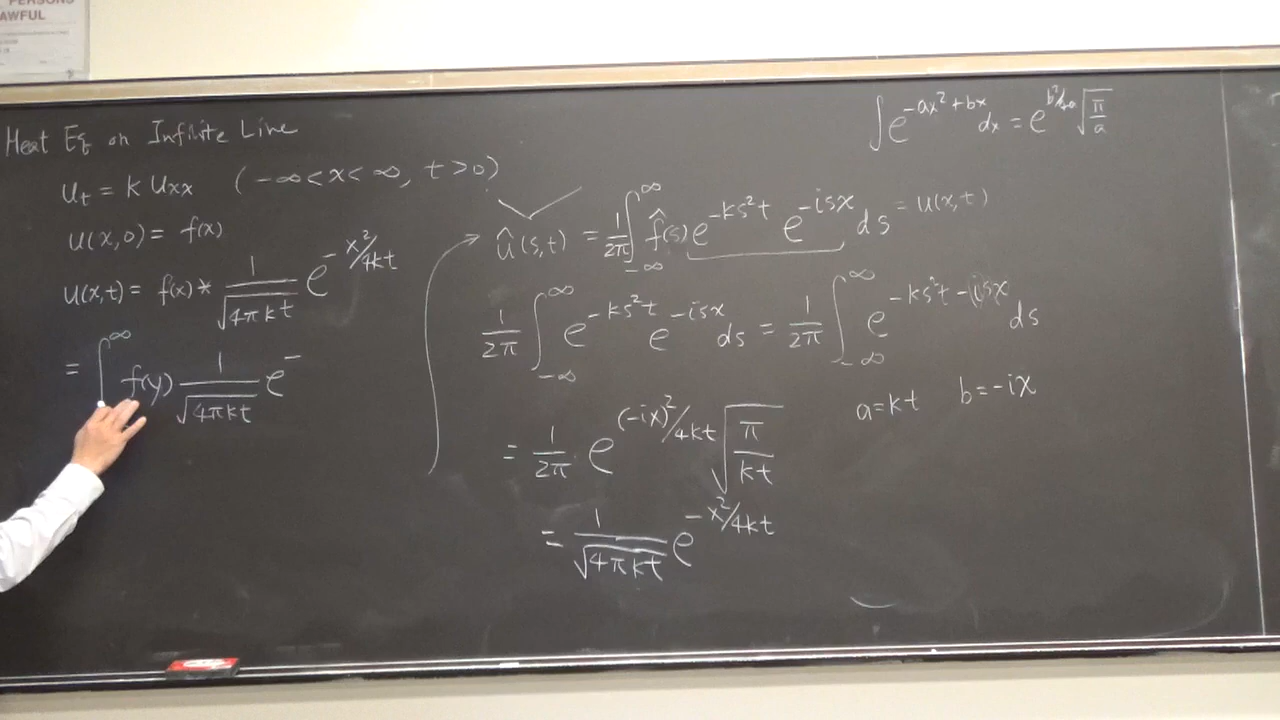 PERSONS
AWFUL
Heat Eq on Infinite Line
u_t = k u_xx (-∞<x<∞, t>0)
u(x,0) = f(x)
u(x,t) = f(x) * 1/√(4πkt) e^(-x²/4kt)
= ∫^∞ f(y) 1/√(4πkt) e^-
∫ e^(-ax²+bx) dx = e^(b²/4a) √(π/a)
û(s,t) = 1/2π ∫_-∞^∞ f̂(s) e^(-ks²t) e^(-isx) ds = u(x,t)
1/2π ∫_-∞^∞ e^(-ks²t) e^(-isx) ds = 1/2π ∫_-∞^∞ e^(-ks²t-isx) ds
a=kt b=-ix
= 1/2π e^((-ix)²/4kt) √(π/kt)
= 1/√(4πkt) e^(-x²/4kt)